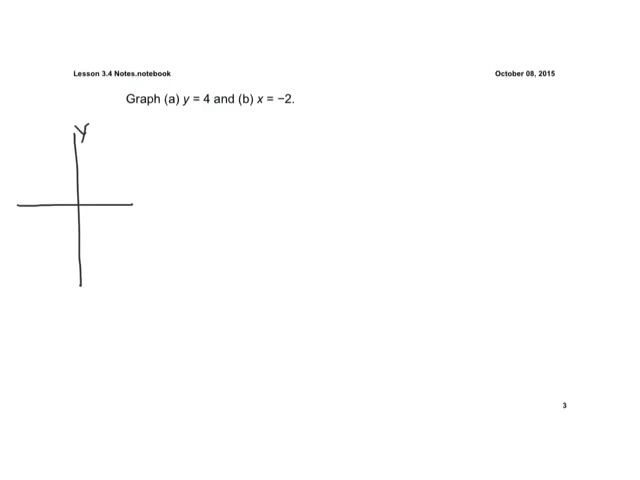 Lesson 3.4 Notes.notebook
October 08, 2015
Graph (a) y = 4 and (b) x = −2.
y
3